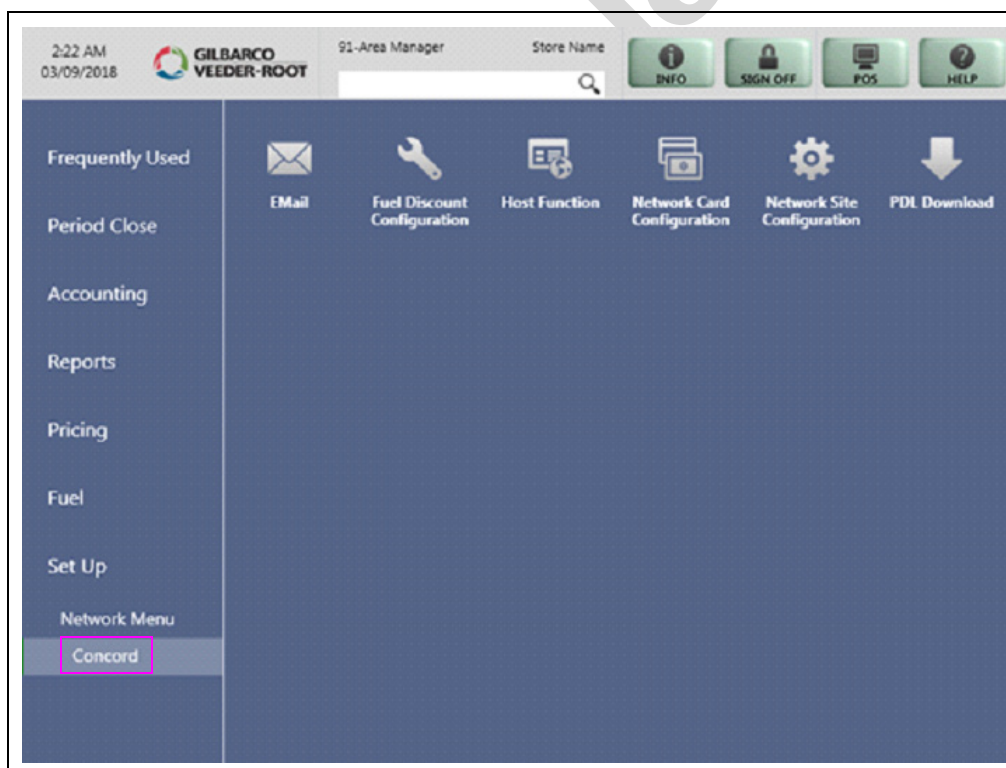 2:22 AM
03/09/2018
GILBARCO
VEEDER-ROOT
91-Area Manager
Store Name
INFO
SIGN OFF
POS
HELP
Frequently Used
Period Close
Accounting
Reports
Pricing
Fuel
Set Up
Network Menu
Concord
EMail
Fuel Discount
Configuration
Host Function
Network Card
Configuration
Network Site
Configuration
PDL Download